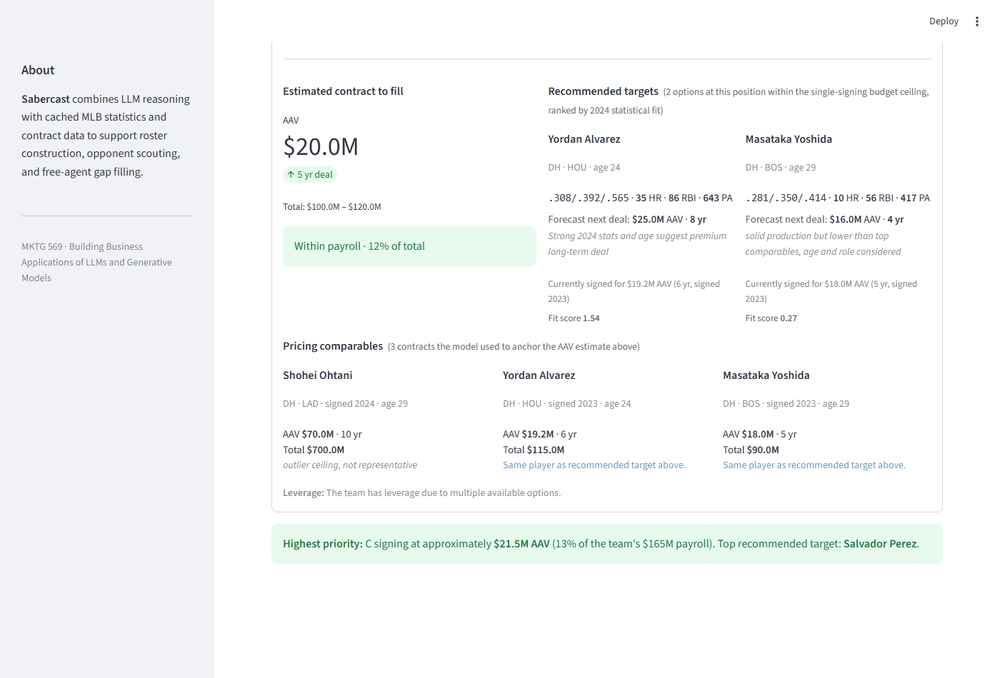 Deploy
About
Sabercast combines LLM reasoning
with cached MLB statistics and
contract data to support roster
construction, opponent scouting,
and free-agent gap filling.
MKTG 569 · Building Business
Applications of LLMs and Generative
Models
Estimated contract to fill
AAV
$20.0M
↑ 5 yr deal
Total: $100.0M – $120.0M
Within payroll · 12% of total
Recommended targets (2 options at this position within the single-signing budget ceiling,
ranked by 2024 statistical fit)
Yordan Alvarez
DH · HOU · age 24
.308/.392/.565 · 35 HR · 86 RBI · 643 PA
Forecast next deal: $25.0M AAV · 8 yr
Strong 2024 stats and age suggest premium
long-term deal
Currently signed for $19.2M AAV (6 yr, signed
2023)
Fit score 1.54
Masataka Yoshida
DH · BOS · age 29
.281/.350/.414 · 10 HR · 56 RBI · 417 PA
Forecast next deal: $16.0M AAV · 4 yr
solid production but lower than top
comparables, age and role considered
Currently signed for $18.0M AAV (5 yr, signed
2023)
Fit score 0.27
Pricing comparables (3 contracts the model used to anchor the AAV estimate above)
Shohei Ohtani
DH · LAD · signed 2024 · age 29
AAV $70.0M · 10 yr
Total $700.0M
outlier ceiling, not representative
Yordan Alvarez
DH · HOU · signed 2023 · age 24
AAV $19.2M · 6 yr
Total $115.0M
Same player as recommended target above.
Masataka Yoshida
DH · BOS · signed 2023 · age 29
AAV $18.0M · 5 yr
Total $90.0M
Same player as recommended target above.
Leverage: The team has leverage due to multiple available options.
Highest priority: C signing at approximately $21.5M AAV (13% of the team's $165M payroll). Top recommended target: Salvador Perez.